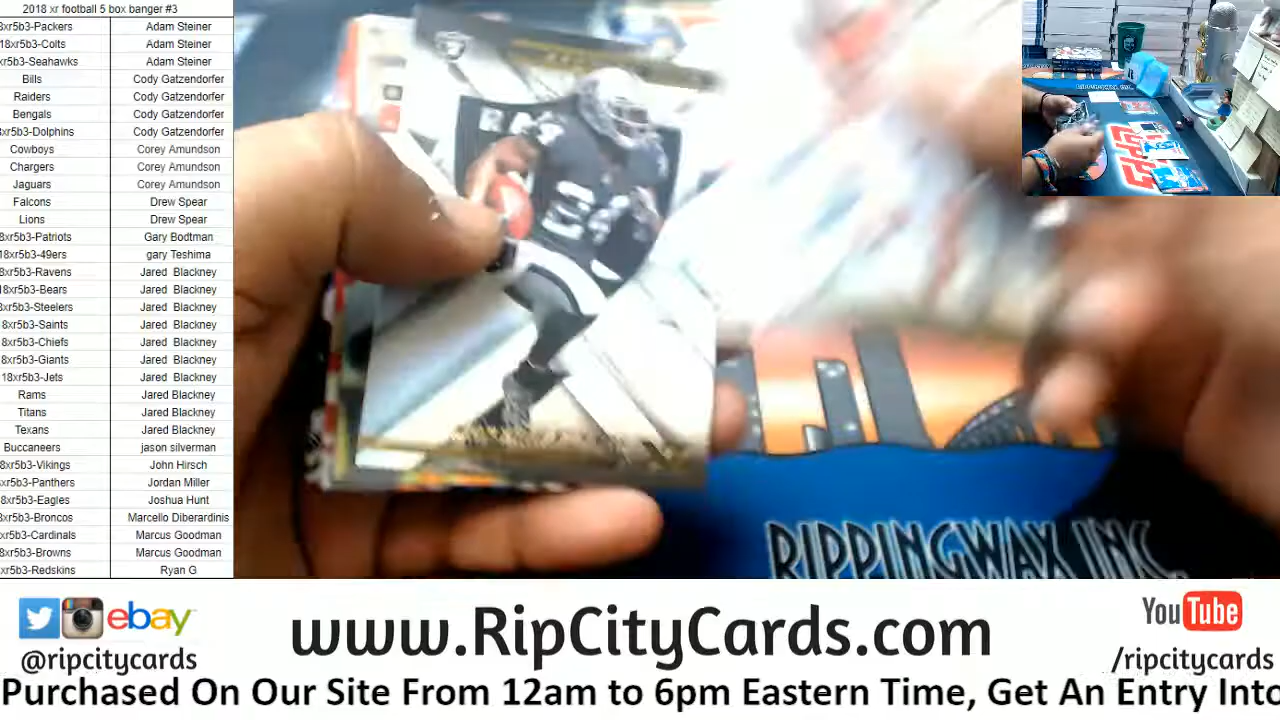 2018 xr football 5 box banger #3
8xr5b3-Packers Adam Steiner
18xr5b3-Colts Adam Steiner
xr5b3-Seahawks Adam Steiner
Bills Cody Gatzendorfer
Raiders Cody Gatzendorfer
Bengals Cody Gatzendorfer
8xr5b3-Dolphins Cody Gatzendorfer
Cowboys Corey Amundson
Chargers Corey Amundson
Jaguars Corey Amundson
Falcons Drew Spear
Lions Drew Spear
8xr5b3-Patriots Gary Bodtman
18xr5b3-49ers gary Teshima
8xr5b3-Ravens Jared Blackney
18xr5b3-Bears Jared Blackney
8xr5b3-Steelers Jared Blackney
8xr5b3-Saints Jared Blackney
8xr5b3-Chiefs Jared Blackney
8xr5b3-Giants Jared Blackney
18xr5b3-Jets Jared Blackney
Rams Jared Blackney
Titans Jared Blackney
Texans Jared Blackney
Buccaneers jason silverman
8xr5b3-Vikings John Hirsch
xr5b3-Panthers Jordan Miller
8xr5b3-Eagles Joshua Hunt
8xr5b3-Broncos Marcello Diberardinis
xr5b3-Cardinals Marcus Goodman
8xr5b3-Browns Marcus Goodman
xr5b3-Redskins Ryan G
24
RIPPINGWAX INC.
ebay
@ripcitycards
www.RipCityCards.com
YouTube
/ripcitycards
Purchased On Our Site From 12am to 6pm Eastern Time, Get An Entry Into